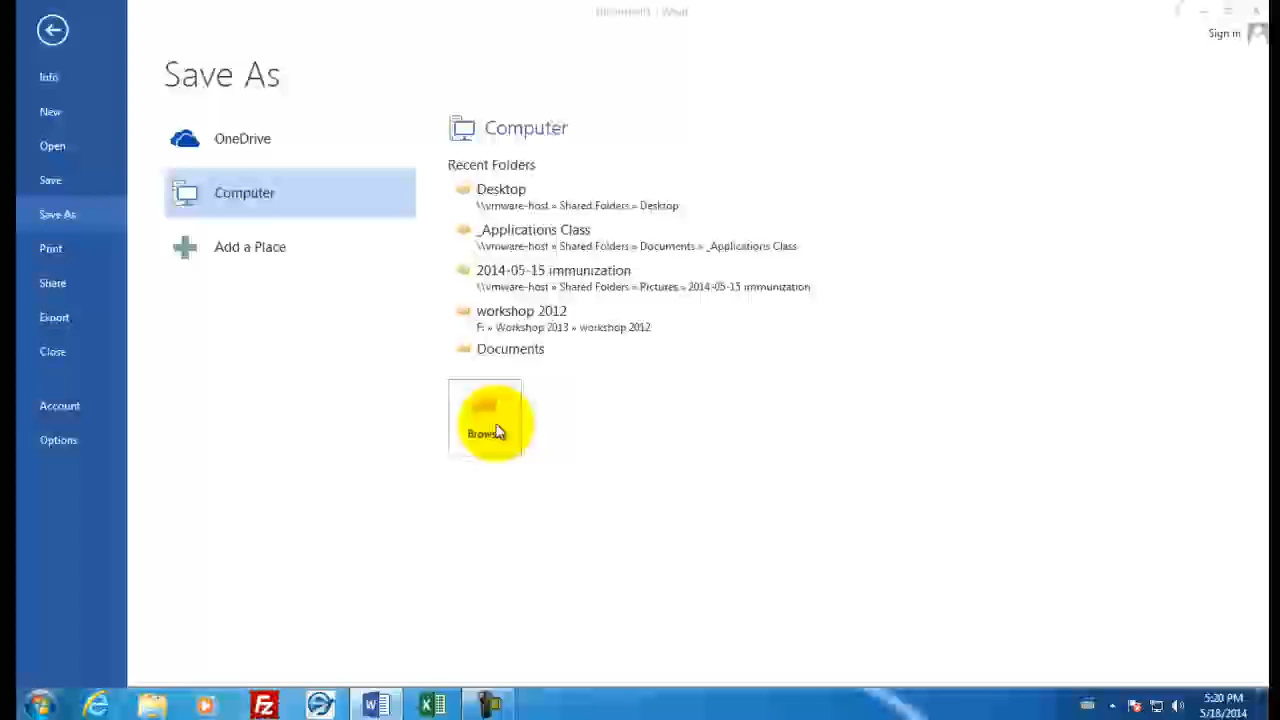 Sign in
Info
New
Open
Save
Save As
Print
Share
Export
Close
Account
Options
Save As
OneDrive
Computer
Add a Place
Computer
Recent Folders
Desktop
\\vmware-host » Shared Folders » Desktop
_Applications Class
\\vmware-host » Shared Folders » Documents » _Applications Class
2014-05-15 immunization
\\vmware-host » Shared Folders » Pictures » 2014-05-15 immunization
workshop 2012
F: » Workshop 2013 » workshop 2012
Documents
5:20 PM
5/18/2014